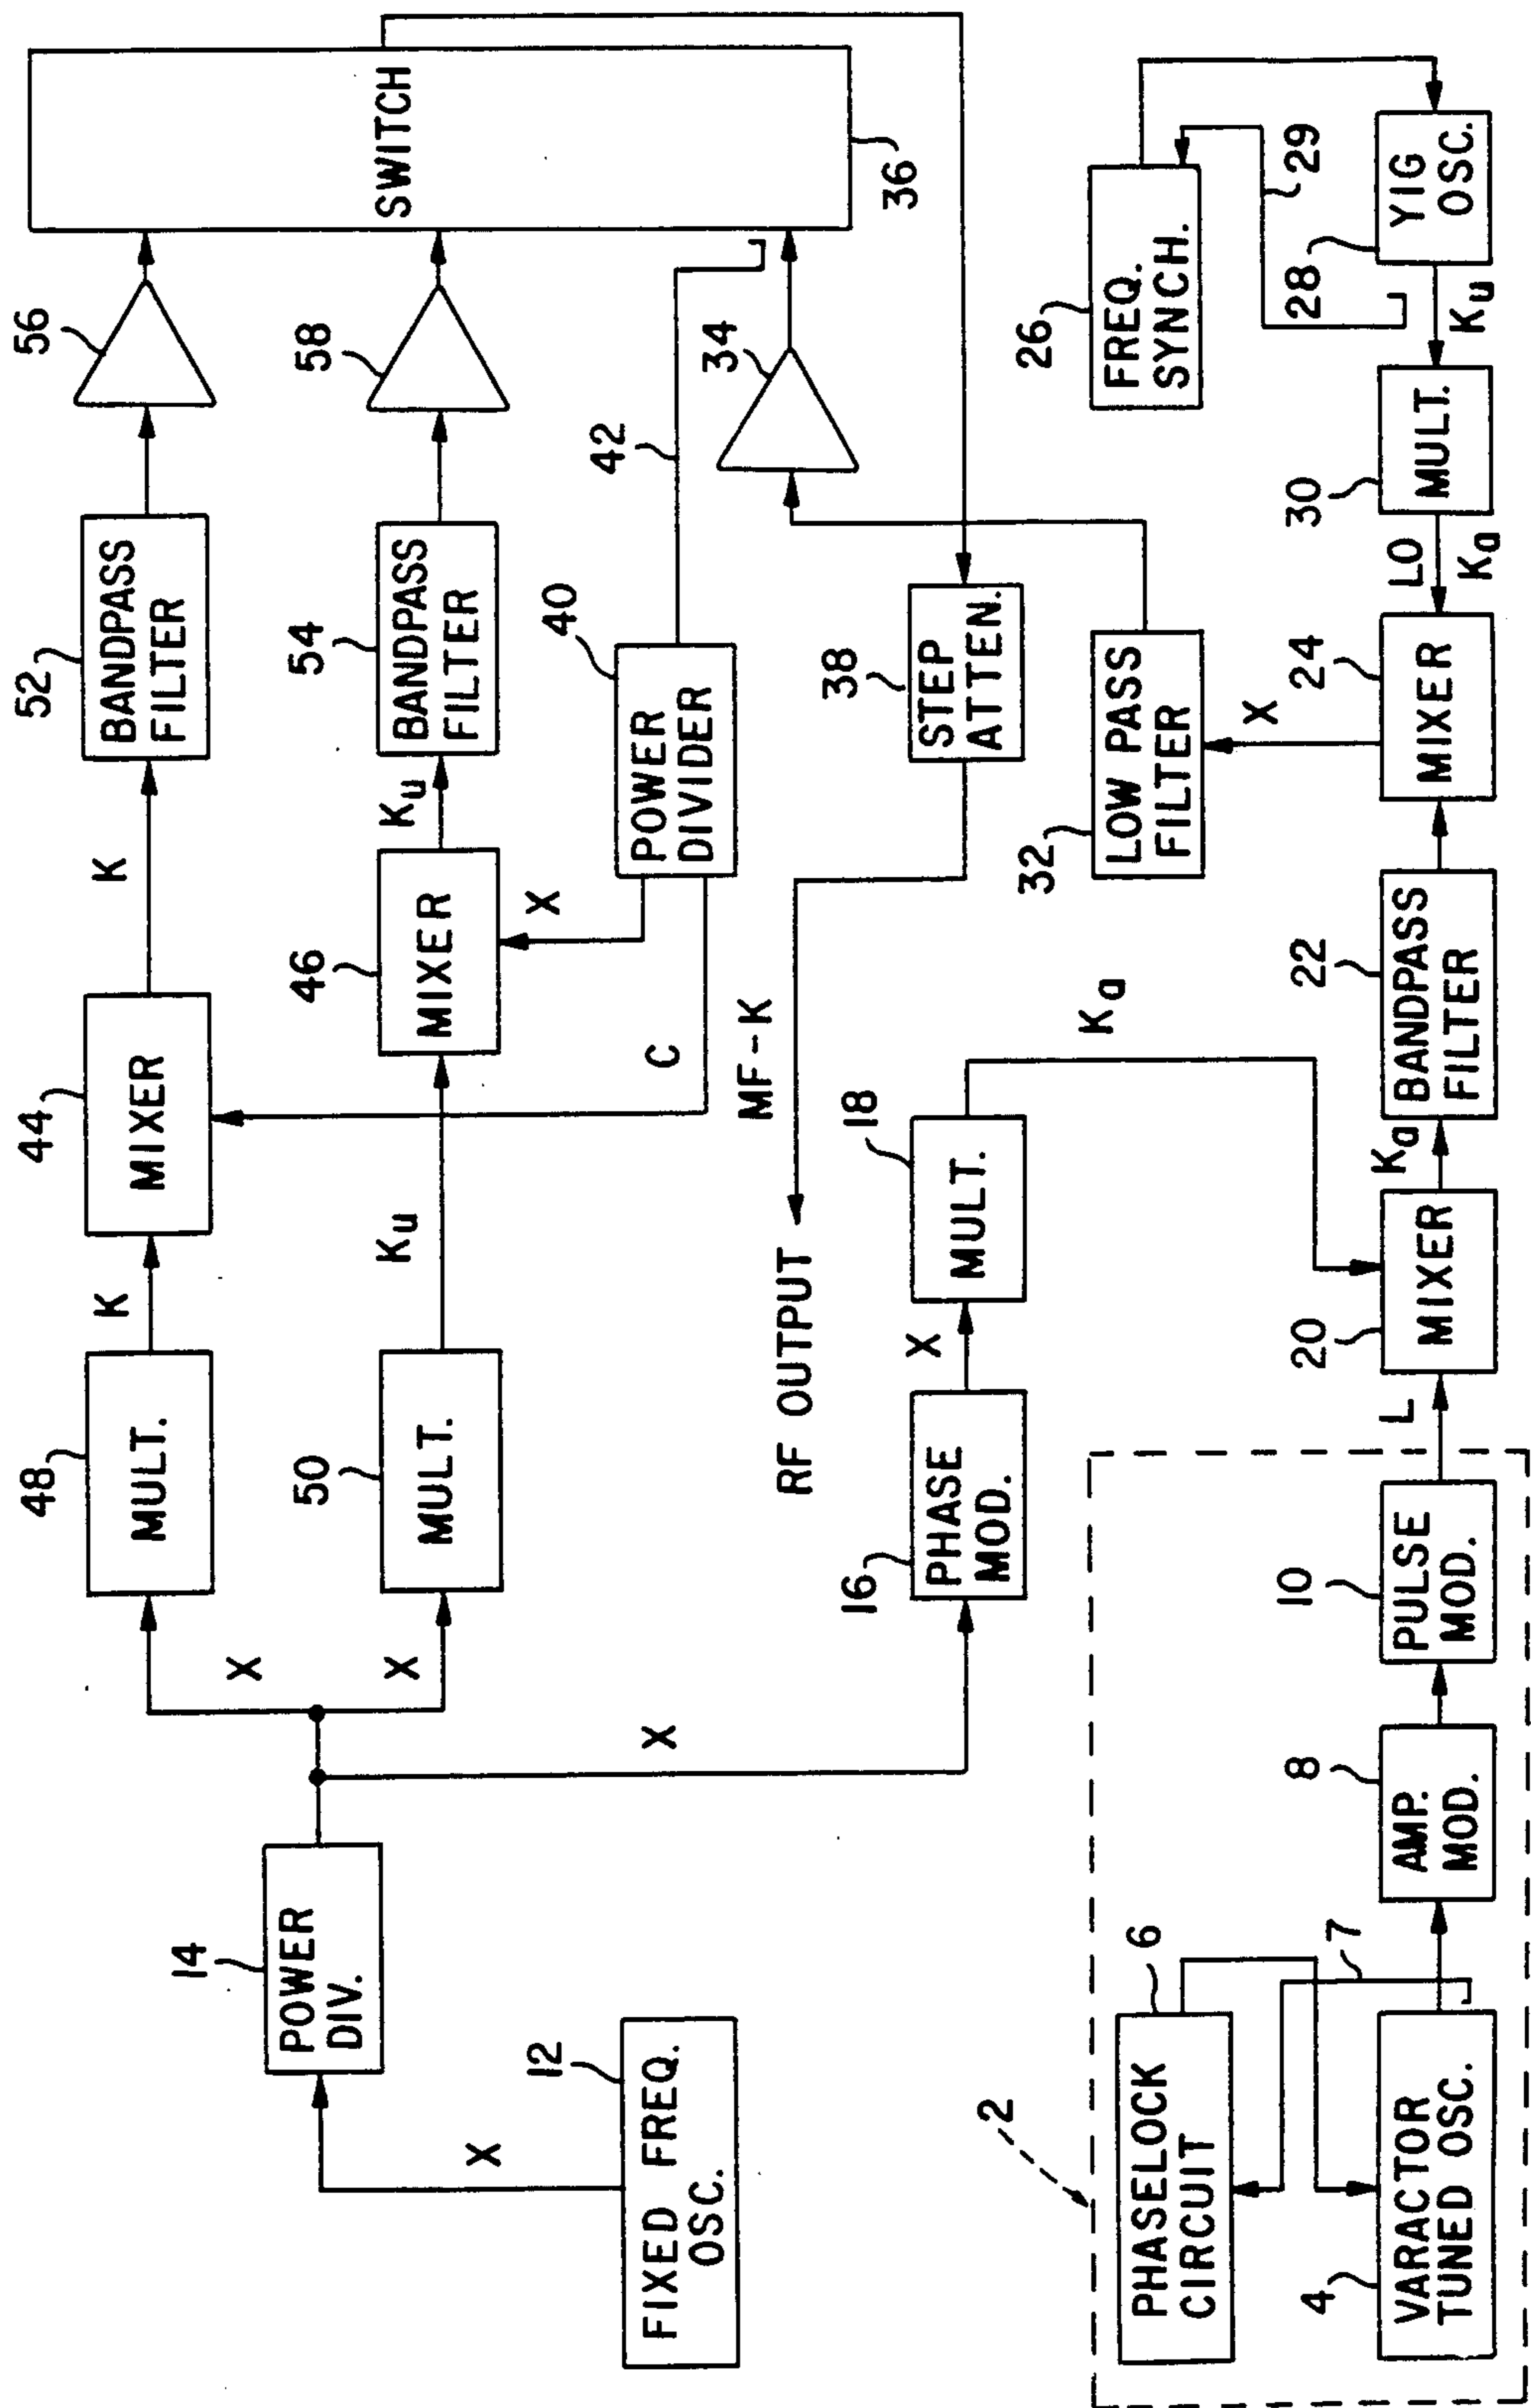 56
SWITCH
52
BANDPASS
FILTER
K
44
MIXER
K
48
MULT.
X
58
54
BANDPASS
FILTER
Ku
46
MIXER
Ku
50
MULT.
X
14
POWER
DIV.
X
12
FIXED FREQ.
OSC.
36
34
42
40
POWER
DIVIDER
X
C
X
38
STEP
ATTEN.
MF-K
RF OUTPUT
18
MULT.
X
16
PHASE
MOD.
Ka
26
FREQ.
SYNCH.
29
28
YIG
OSC.
Ku
30
MULT.
LO
Ka
24
MIXER
X
32
LOW PASS
FILTER
22
BANDPASS
FILTER
Ka
20
MIXER
L
10
PULSE
MOD.
8
AMP.
MOD.
7
6
PHASELOCK
CIRCUIT
2
4
VARACTOR
TUNED OSC.